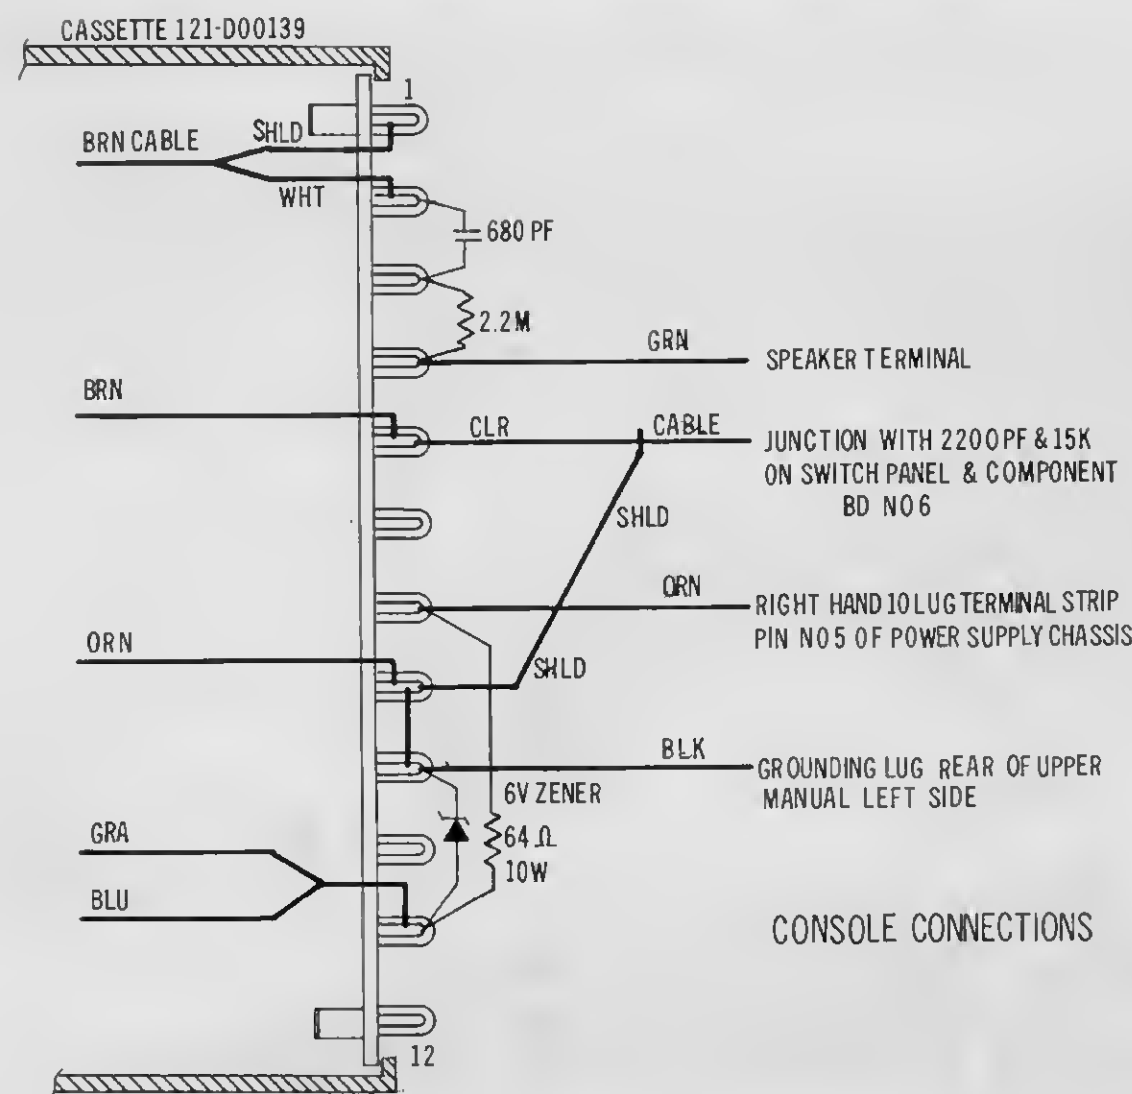 CASSETTE 121-D00139
1
BRN CABLE
SHLD
WHT
680 PF
2.2M
GRN
SPEAKER TERMINAL
BRN
CLR
CABLE
JUNCTION WITH 2200PF & 15K
ON SWITCH PANEL & COMPONENT
BD NO6
SHLD
ORN
RIGHT HAND 10 LUG TERMINAL STRIP
PIN NO5 OF POWER SUPPLY CHASSIS
ORN
SHLD
BLK
GROUNDING LUG REAR OF UPPER
MANUAL LEFT SIDE
6V ZENER
64 Ω
10W
GRA
BLU
CONSOLE CONNECTIONS
12